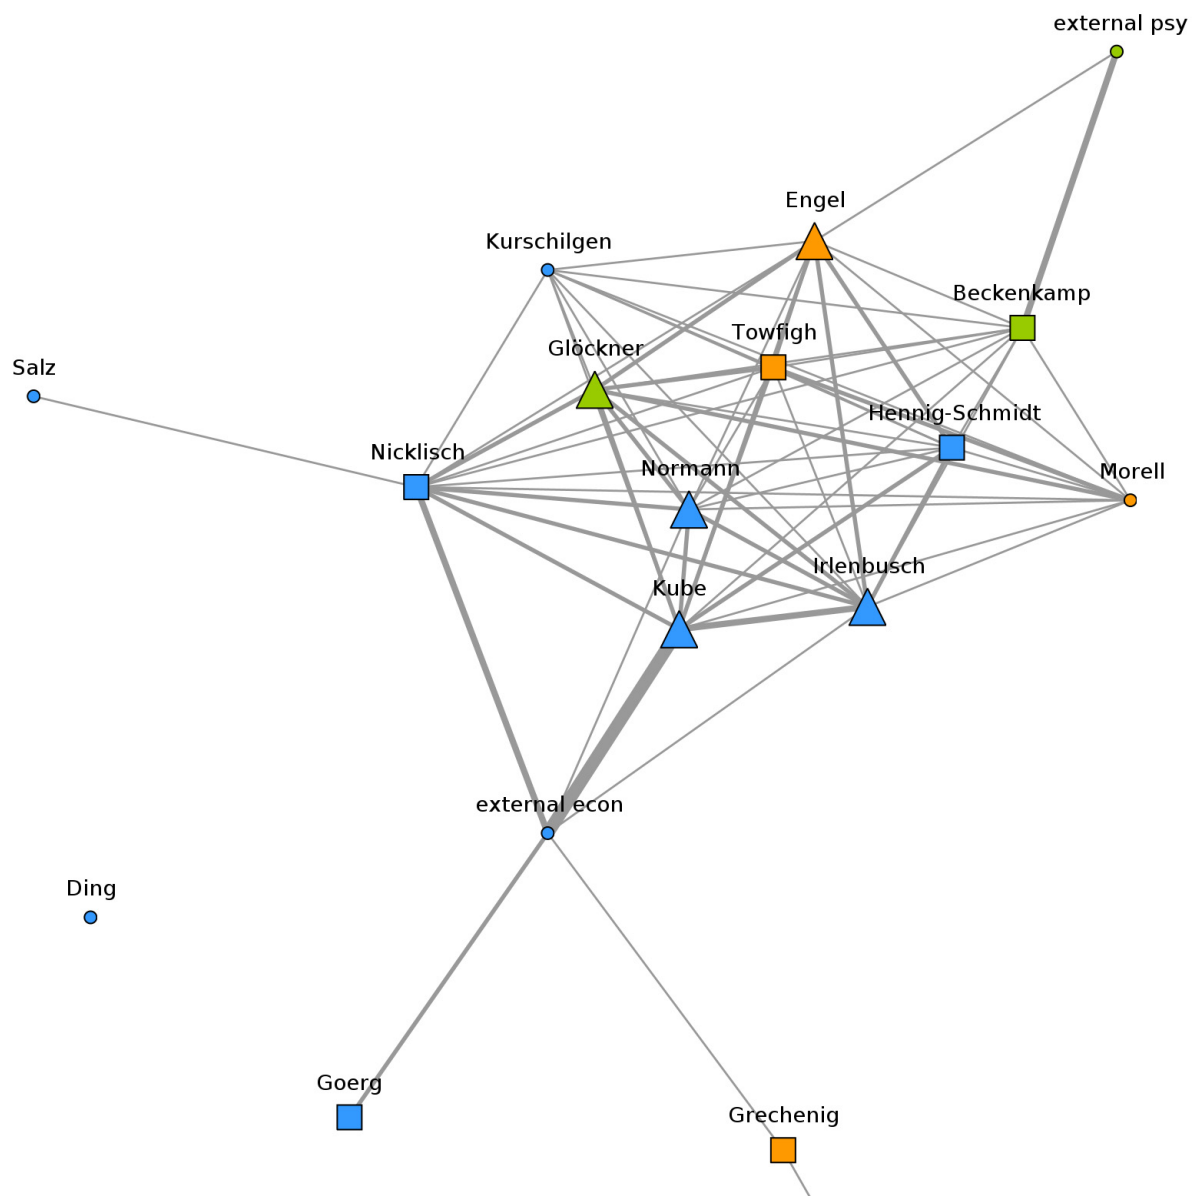 external psy
Engel
Kurschilgen
Beckenkamp
Towfigh
Glöckner
Salz
Hennig-Schmidt
Nicklisch
Normann
Morell
Irlenbusch
Kube
external econ
Ding
Goerg
Grechenig